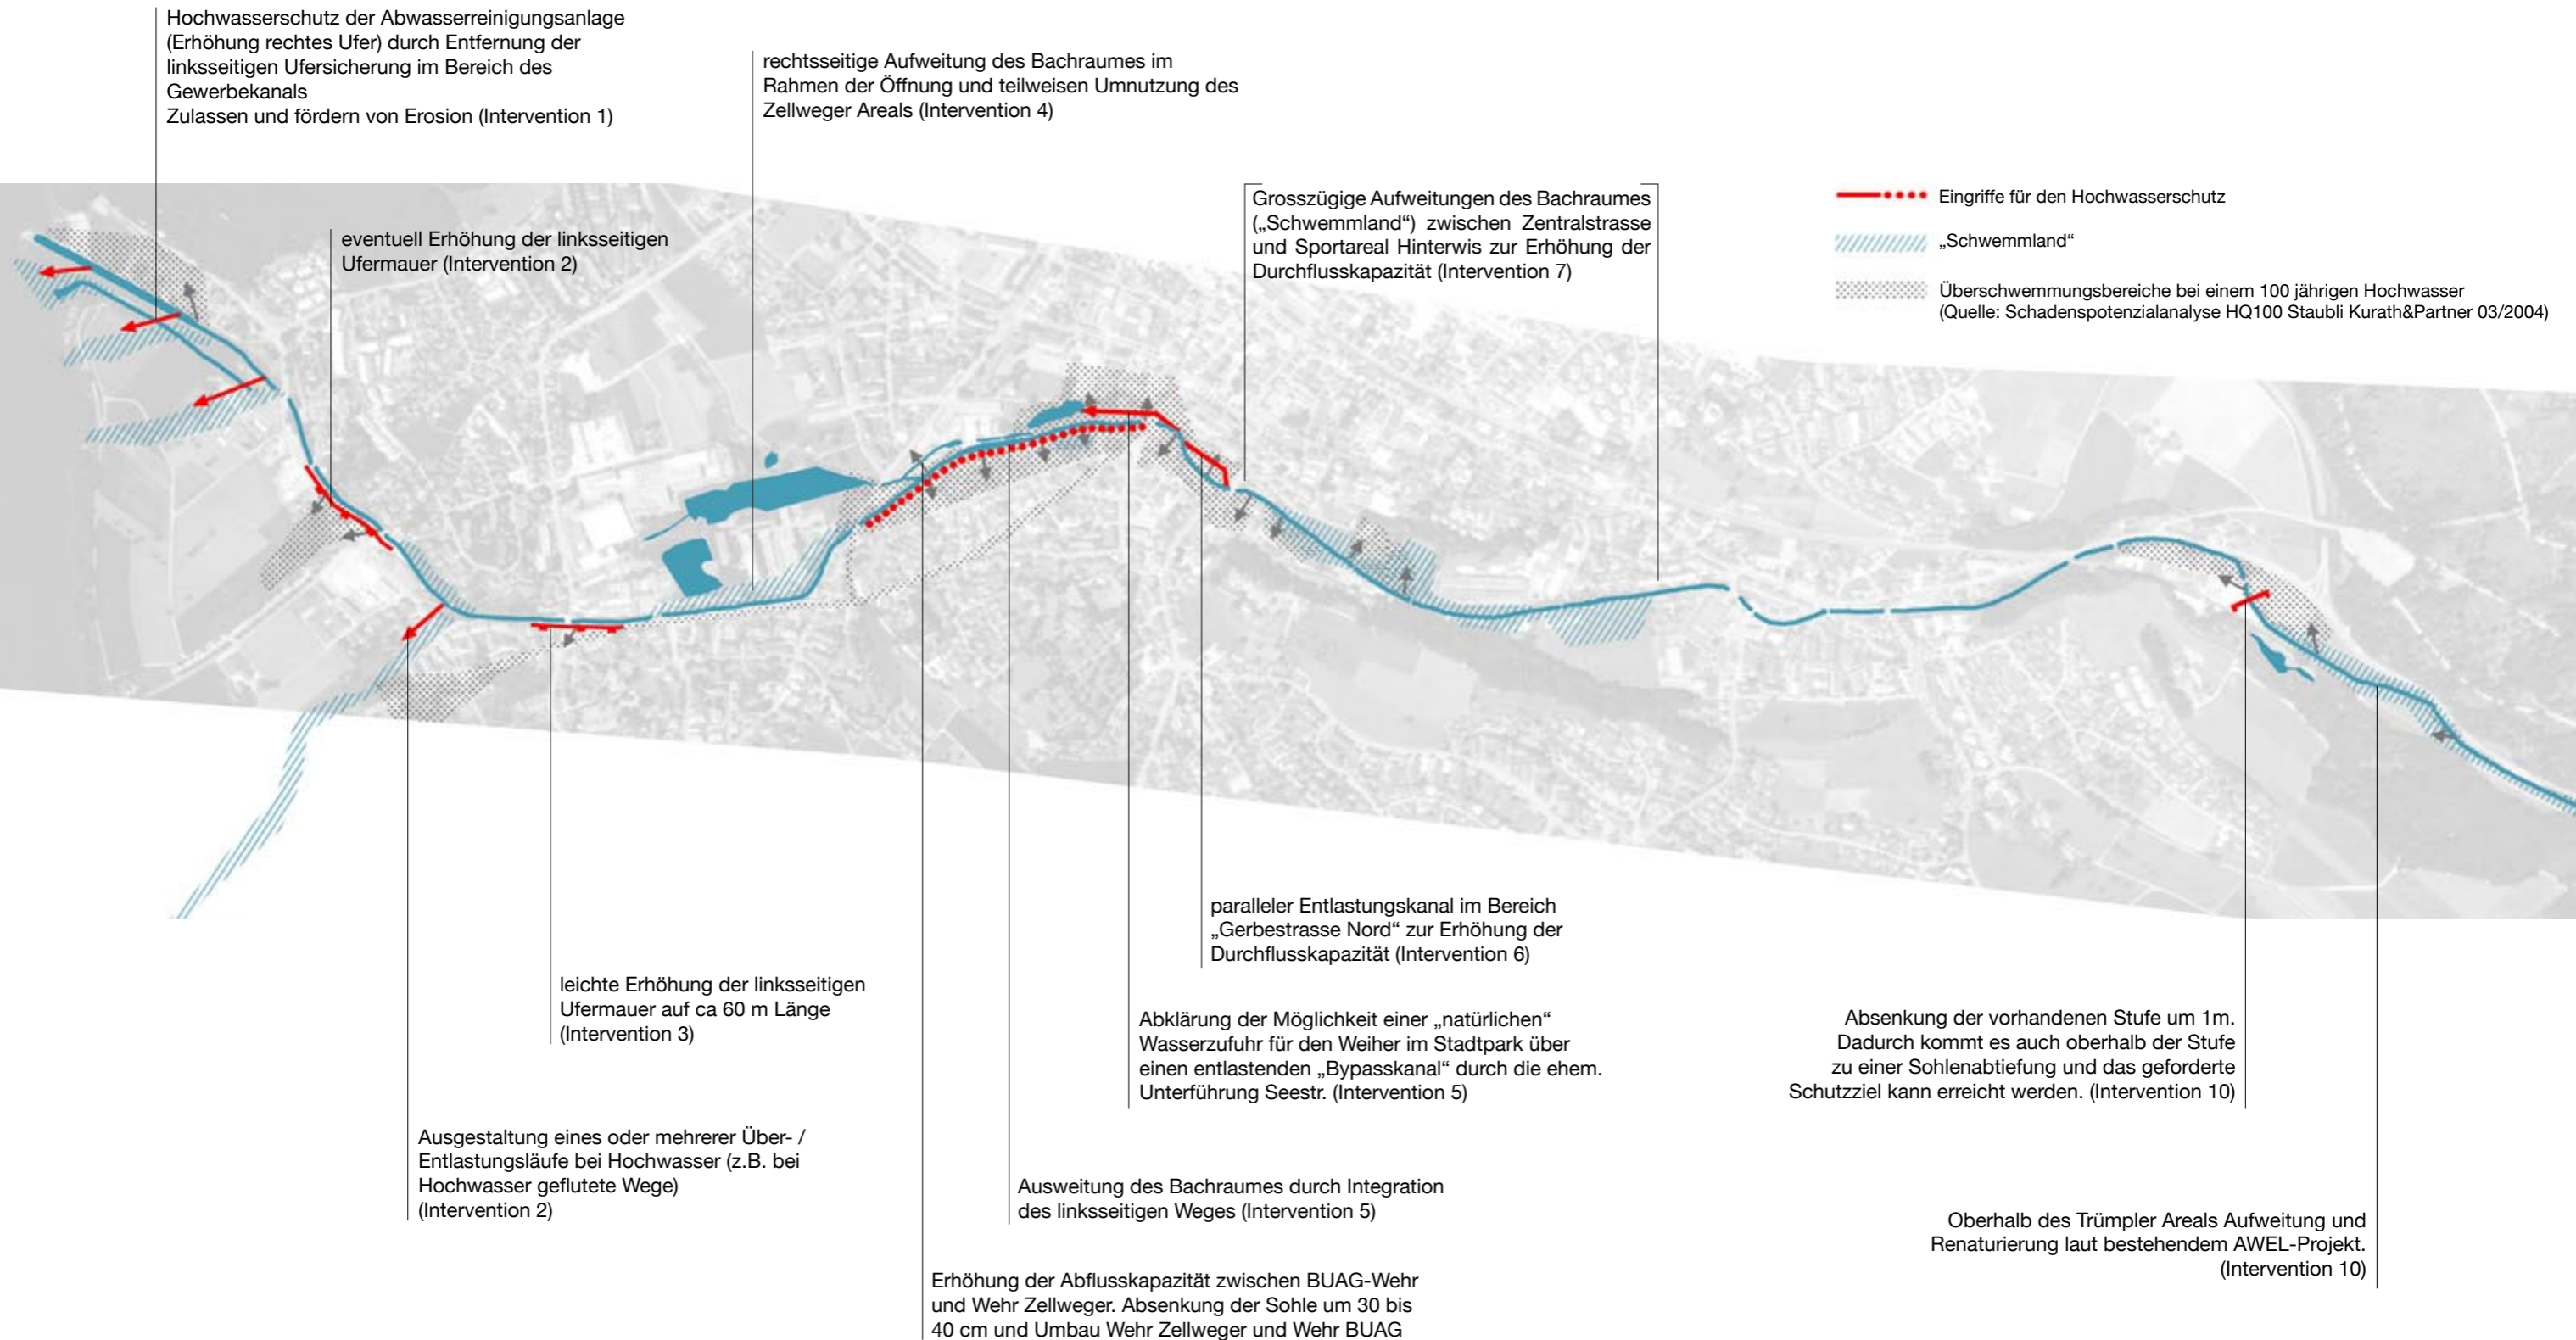 Hochwasserschutz der Abwasserreinigungsanlage
(Erhöhung rechtes Ufer) durch Entfernung der
linksseitigen Ufersicherung im Bereich des
Gewerbekanals
Zulassen und fördern von Erosion (Intervention 1)
rechtsseitige Aufweitung des Bachraumes im
Rahmen der Öffnung und teilweisen Umnutzung des
Zellweger Areals (Intervention 4)
eventuell Erhöhung der linksseitigen
Ufermauer (Intervention 2)
Grosszügige Aufweitungen des Bachraumes
(„Schwemmland“) zwischen Zentralstrasse
und Sportareal Hinterwis zur Erhöhung der
Durchflusskapazität (Intervention 7)
Eingriffe für den Hochwasserschutz
„Schwemmland“
Überschwemmungsbereiche bei einem 100 jährigen Hochwasser
(Quelle: Schadenspotenzialanalyse HQ100 Staubli Kurath&Partner 03/2004)
paralleler Entlastungskanal im Bereich
„Gerbestrasse Nord“ zur Erhöhung der
Durchflusskapazität (Intervention 6)
leichte Erhöhung der linksseitigen
Ufermauer auf ca 60 m Länge
(Intervention 3)
Abklärung der Möglichkeit einer „natürlichen“
Wasserzufuhr für den Weiher im Stadtpark über
einen entlastenden „Bypasskanal“ durch die ehem.
Unterführung Seestr. (Intervention 5)
Absenkung der vorhandenen Stufe um 1m.
Dadurch kommt es auch oberhalb der Stufe
zu einer Sohlenabtiefung und das geforderte
Schutzziel kann erreicht werden. (Intervention 10)
Ausgestaltung eines oder mehrerer Über- /
Entlastungsläufe bei Hochwasser (z.B. bei
Hochwasser geflutete Wege)
(Intervention 2)
Ausweitung des Bachraumes durch Integration
des linksseitigen Weges (Intervention 5)
Oberhalb des Trümpler Areals Aufweitung und
Renaturierung laut bestehendem AWEL-Projekt.
(Intervention 10)
Erhöhung der Abflusskapazität zwischen BUAG-Wehr
und Wehr Zellweger. Absenkung der Sohle um 30 bis
40 cm und Umbau Wehr Zellweger und Wehr BUAG